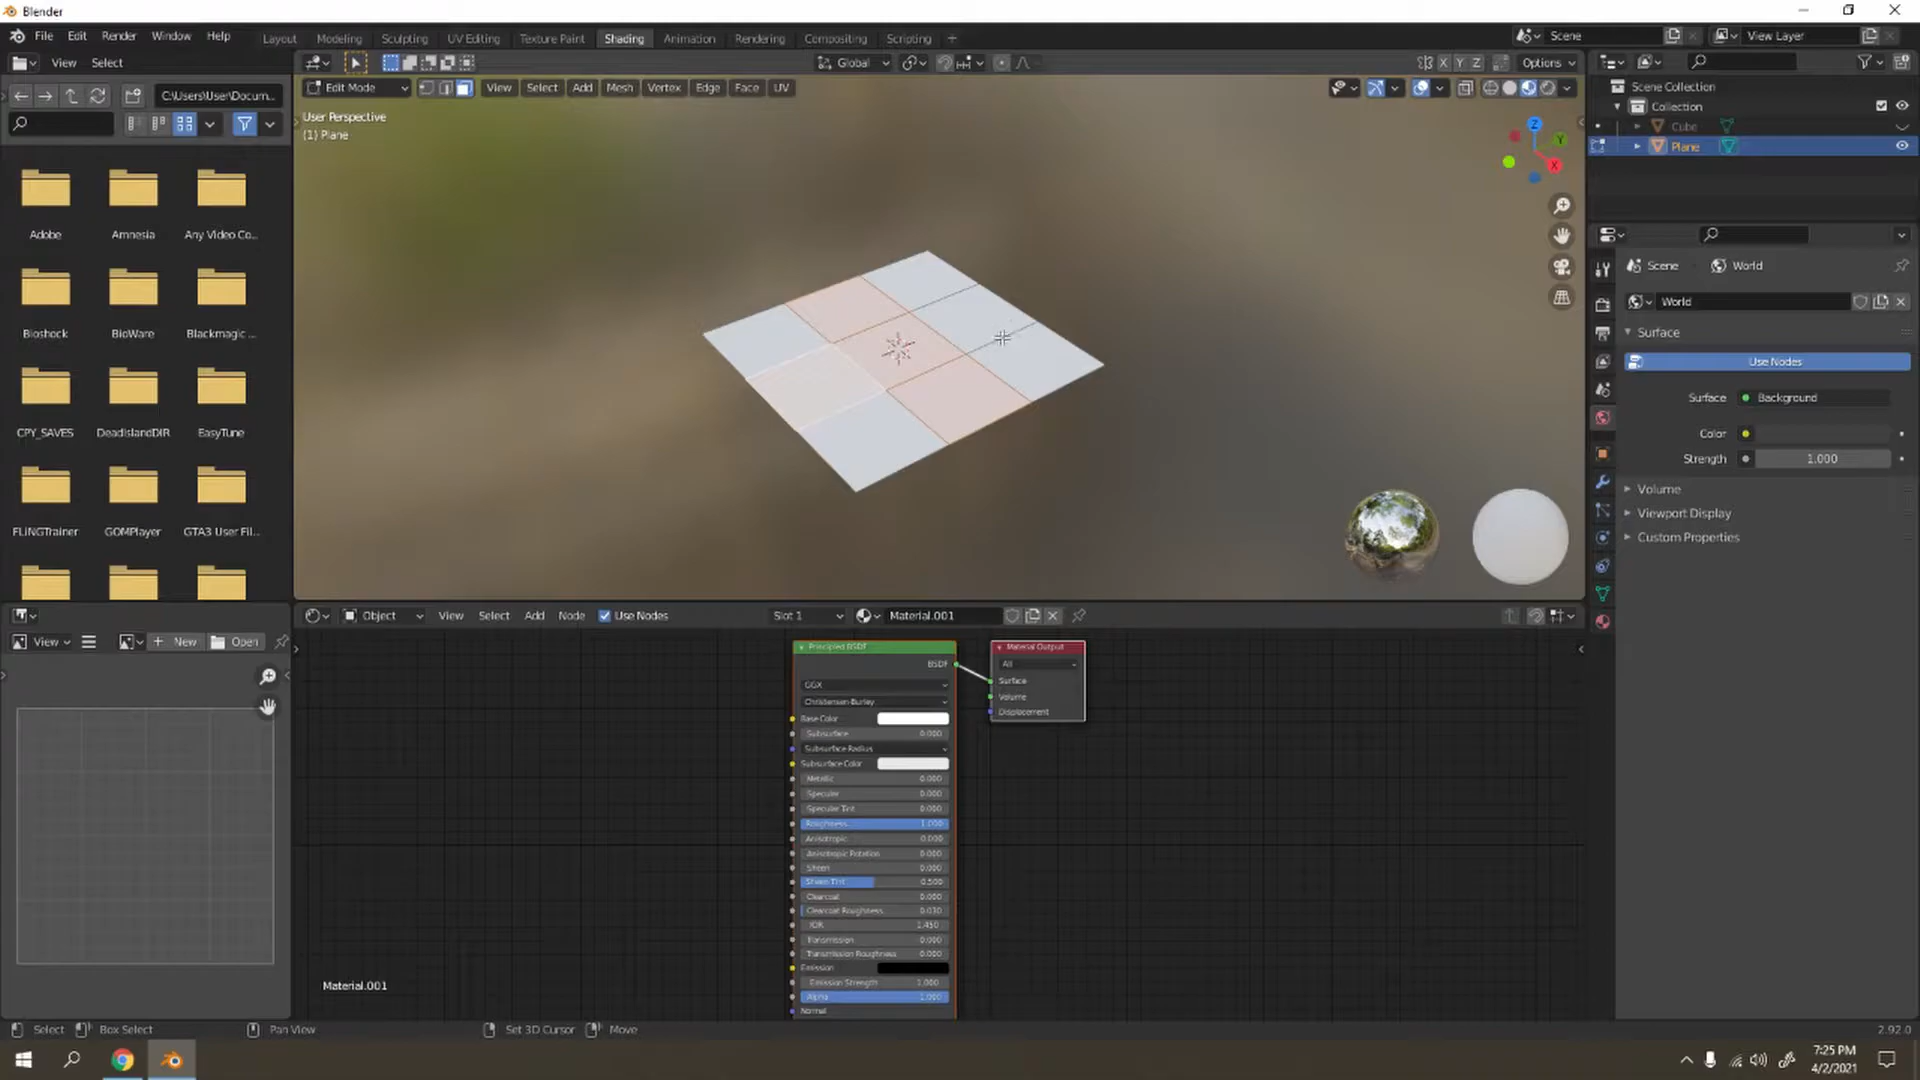 Blender
File Edit Render Window Help
Layout Modeling Sculpting UV Editing Texture Paint Shading Animation Rendering Compositing Scripting +
Scene
View Layer
View Select
Global
X Y Z
Options
C:\Users\User\Docum...
Edit Mode
View Select Add Mesh Vertex Edge Face UV
User Perspective
(1) Plane
Z
Y
X
Scene Collection
Collection
Cube
Plane
Adobe
Amnesia
Any Video Co...
Bioshock
BioWare
Blackmagic ...
CPY_SAVES
DeadIslandDIR
EasyTune
FLiNGTrainer
GOMPlayer
GTA3 User Fil...
Scene
World
World
Surface
Use Nodes
Surface
Background
Color
Strength
1.000
Volume
Viewport Display
Custom Properties
View
New
Open
Object
View Select Add Node
Use Nodes
Slot 1
Material.001
Principled BSDF
BSDF
GGX
Christensen-Burley
Base Color
Subsurface 0.000
Subsurface Radius
Subsurface Color
Metallic 0.000
Specular 0.000
Specular Tint 0.000
Roughness 1.000
Anisotropic 0.000
Anisotropic Rotation 0.000
Sheen 0.000
Sheen Tint 0.500
Clearcoat 0.000
Clearcoat Roughness 0.030
IOR 1.450
Transmission 0.000
Transmission Roughness 0.000
Emission
Emission Strength 1.000
Alpha 1.000
Normal
Material Output
All
Surface
Volume
Displacement
Material.001
Select
Box Select
Pan View
Set 3D Cursor
Move
2.92.0
7:25 PM
4/2/2021